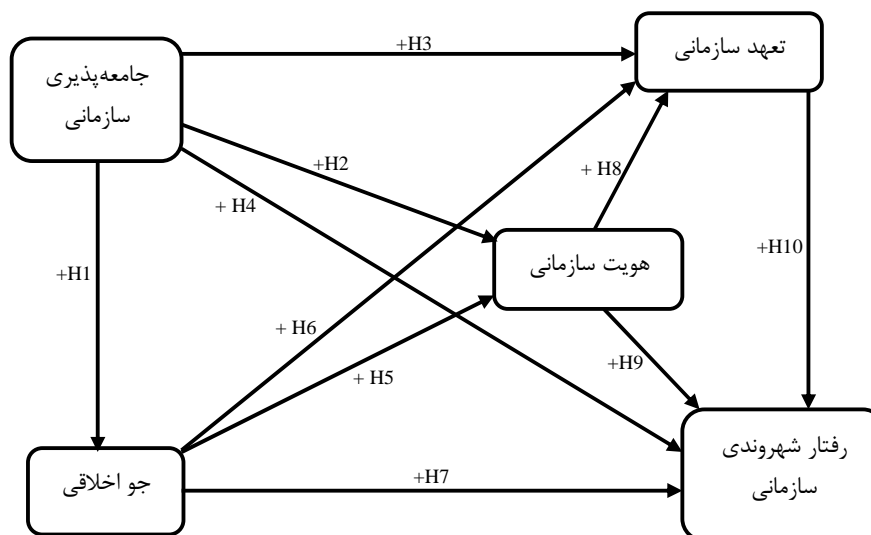 تعهد سازمانی
+H3
جامعه‌پذیری
سازمانی
+H2
+ H8
+ H4
+H10
هویت سازمانی
+H1
+ H6
+H9
+ H5
رفتار شهروندی
سازمانی
جو اخلاقی
+H7